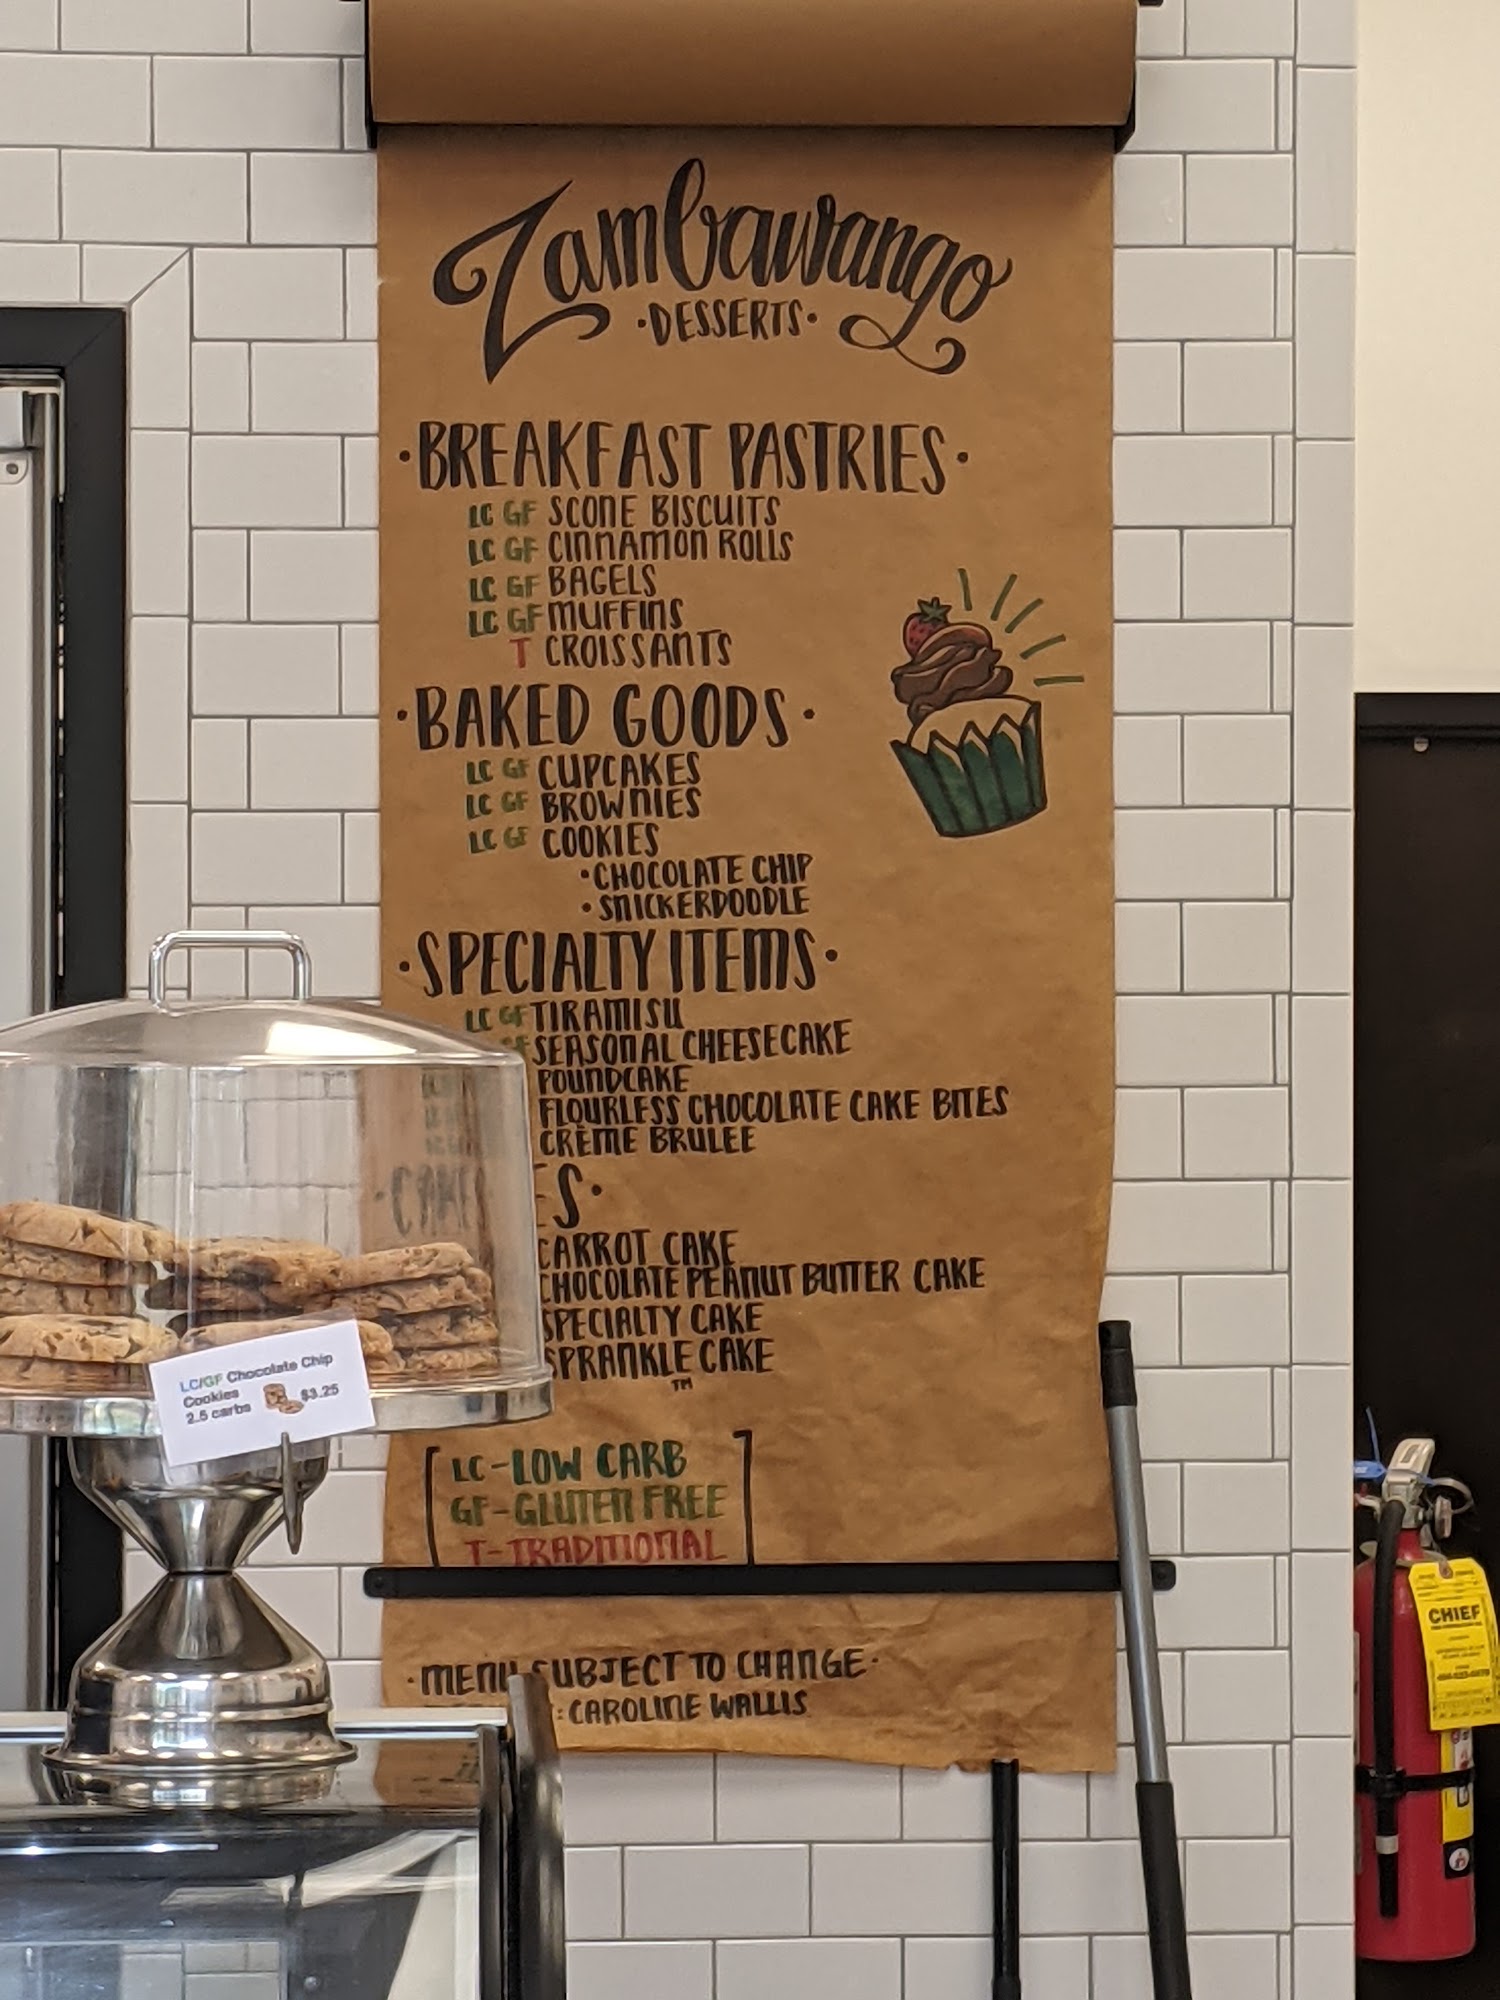 Zambawango
·DESSERTS·
·BREAKFAST PASTRIES·
LC GF SCONE BISCUITS
LC GF CINNAMON ROLLS
LC GF BAGELS
LC GF MUFFINS
T CROISSANTS
·BAKED GOODS·
LC GF CUPCAKES
LC GF BROWNIES
LC GF COOKIES
·CHOCOLATE CHIP
·SNICKERDOODLE
·SPECIALTY ITEMS·
LC GF TIRAMISU
GF SEASONAL CHEESECAKE
POUNDCAKE
FLOURLESS CHOCOLATE CAKE BITES
CRÈME BRULEE
·CAKES·
CARROT CAKE
CHOCOLATE PEANUT BUTTER CAKE
SPECIALTY CAKE
SPRANKLE CAKE
TM
LC-LOW CARB
GF-GLUTEN FREE
T-TRADITIONAL
·MENU SUBJECT TO CHANGE·
: CAROLINE WALLIS
LC/GF Chocolate Chip
Cookies
2.5 carbs $3.25
CHIEF